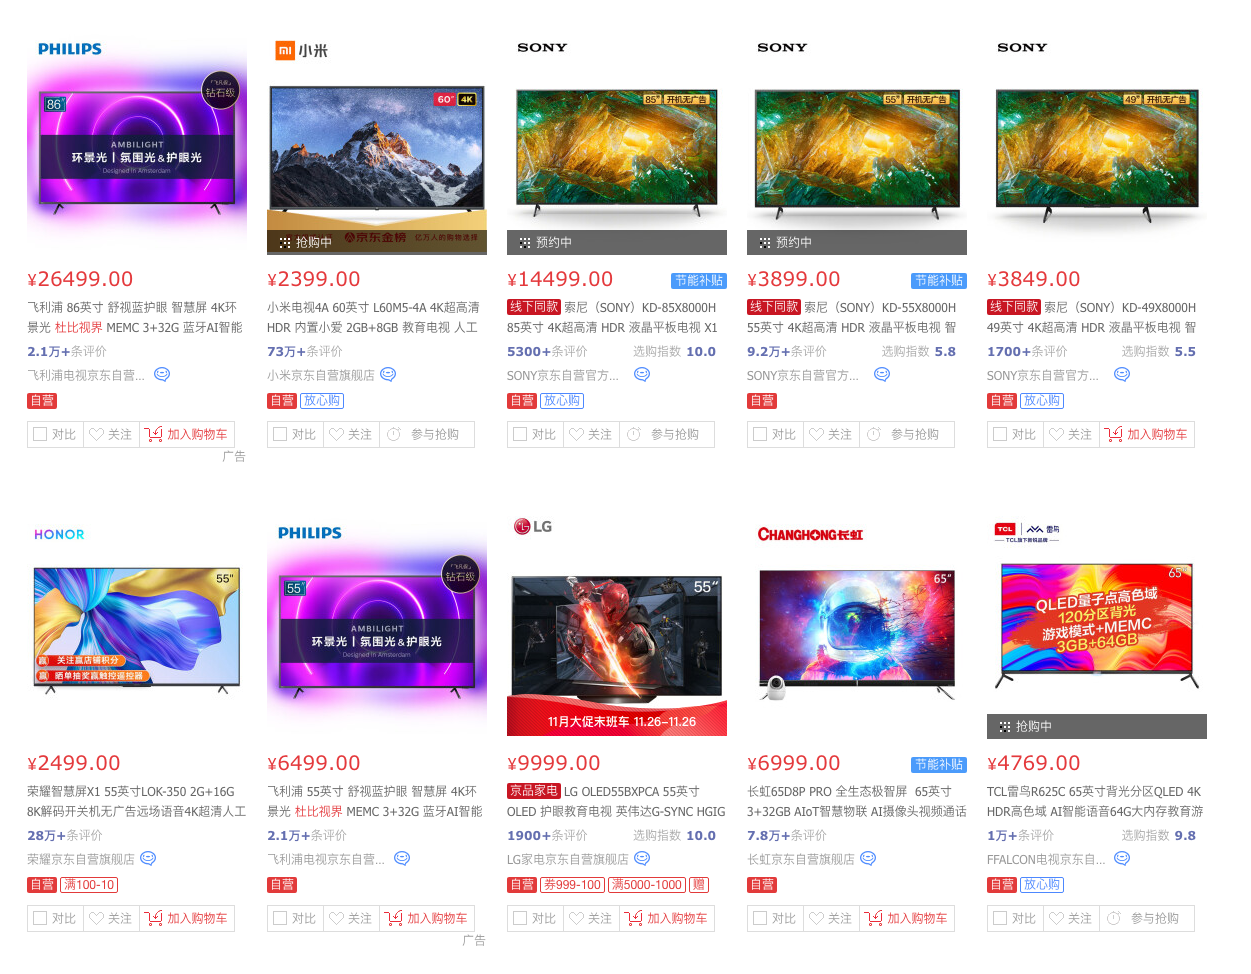 PHILIPS
「飞凡级」
钻石级
86"
AMBILIGHT
环景光丨氛围光&护眼光
Designed in Amsterdam
¥26499.00
飞利浦 86英寸 舒视蓝护眼 智慧屏 4K环
景光 杜比视界 MEMC 3+32G 蓝牙AI智能
2.1万+条评价
飞利浦电视京东自营...
自营
对比 关注 加入购物车
广告
mi 小米
60" 4K
京东金榜 亿万人的购物选择
抢购中
¥2399.00
小米电视4A 60英寸 L60M5-4A 4K超高清
HDR 内置小爱 2GB+8GB 教育电视 人工
73万+条评价
小米京东自营旗舰店
自营 放心购
对比 关注 参与抢购
SONY
85" 开机无广告
预约中
¥14499.00 节能补贴
线下同款 索尼（SONY）KD-85X8000H
85英寸 4K超高清 HDR 液晶平板电视 X1
5300+条评价 选购指数 10.0
SONY京东自营官方...
自营 放心购
对比 关注 参与抢购
SONY
55" 开机无广告
预约中
¥3899.00 节能补贴
线下同款 索尼（SONY）KD-55X8000H
55英寸 4K超高清 HDR 液晶平板电视 智
9.2万+条评价 选购指数 5.8
SONY京东自营官方...
自营
对比 关注 参与抢购
SONY
49" 开机无广告
¥3849.00
线下同款 索尼（SONY）KD-49X8000H
49英寸 4K超高清 HDR 液晶平板电视 智
1700+条评价 选购指数 5.5
SONY京东自营官方...
自营 放心购
对比 关注 加入购物车
HONOR
55"
赢 关注赢店铺积分
赢 晒单抽奖赢触控遥控器
¥2499.00
荣耀智慧屏X1 55英寸LOK-350 2G+16G
8K解码开关机无广告远场语音4K超清人工
28万+条评价
荣耀京东自营旗舰店
自营 满100-10
对比 关注 加入购物车
PHILIPS
「飞凡级」
钻石级
55"
AMBILIGHT
环景光丨氛围光&护眼光
Designed in Amsterdam
¥6499.00
飞利浦 55英寸 舒视蓝护眼 智慧屏 4K环
景光 杜比视界 MEMC 3+32G 蓝牙AI智能
2.1万+条评价
飞利浦电视京东自营...
自营
对比 关注 加入购物车
广告
LG
55"
11月大促末班车 11.26-11.26
¥9999.00
京品家电 LG OLED55BXPCA 55英寸
OLED 护眼教育电视 英伟达G-SYNC HGIG
1900+条评价 选购指数 10.0
LG家电京东自营旗舰店
自营 券999-100 满5000-1000 赠
对比 关注 加入购物车
CHANGHONG长虹
65"
¥6999.00 节能补贴
长虹65D8P PRO 全生态极智屏 65英寸
3+32GB AIoT智慧物联 AI摄像头视频通话
7.8万+条评价
长虹京东自营旗舰店
自营
对比 关注 加入购物车
TCL 雷鸟
TCL旗下新锐品牌
65"
QLED量子点高色域
120分区背光
游戏模式+MEMC
3GB+64GB
抢购中
¥4769.00
TCL雷鸟R625C 65英寸背光分区QLED 4K
HDR高色域 AI智能语音64G大内存教育游
1万+条评价 选购指数 9.8
FFALCON电视京东自...
自营 放心购
对比 关注 参与抢购